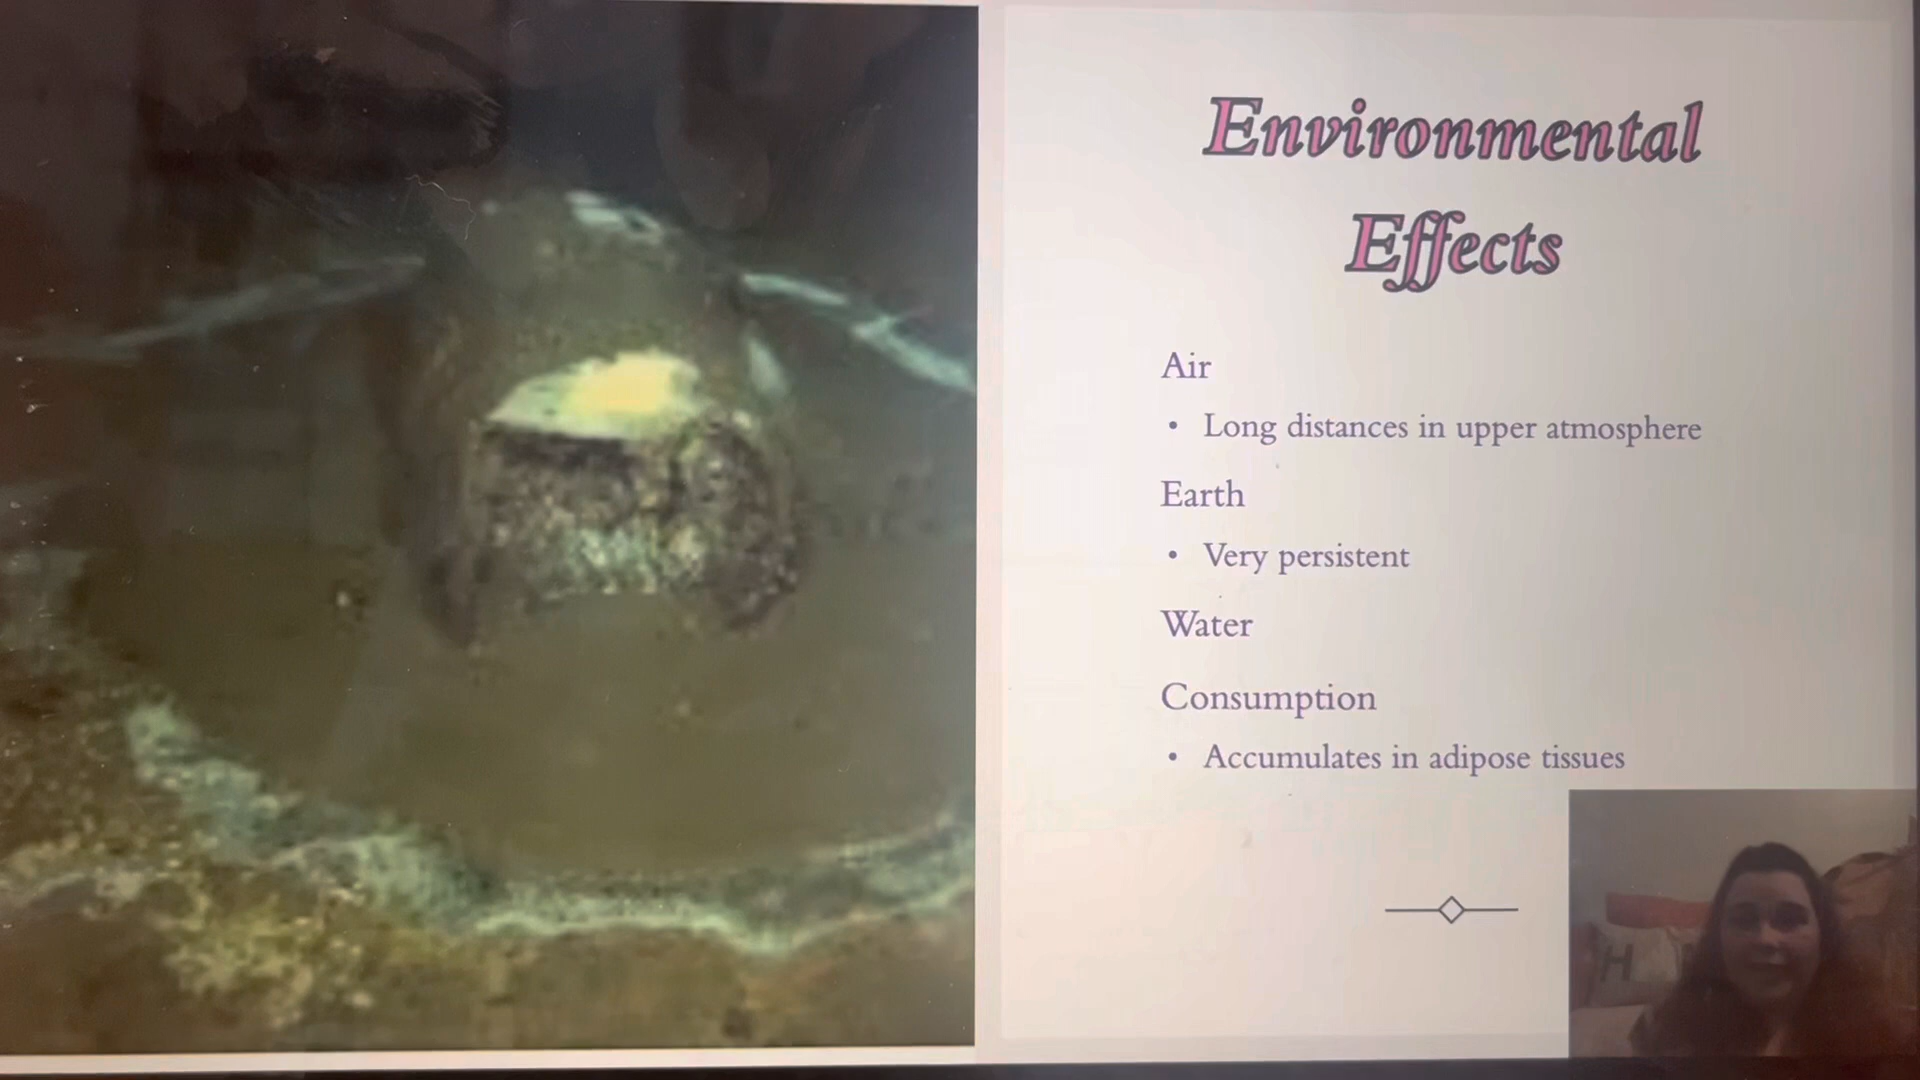 Environmental
Effects
Air
• Long distances in upper atmosphere
Earth
• Very persistent
Water
Consumption
• Accumulates in adipose tissues
H